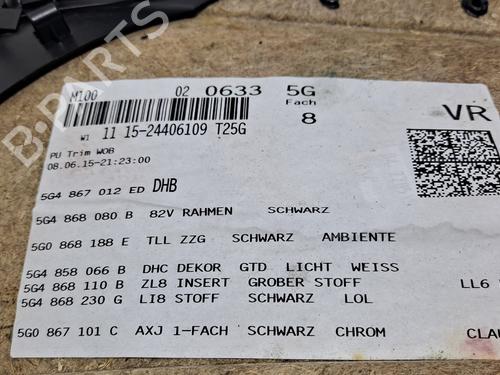 M100 02 0633 5G
Fach
8
VR
W1 11 15-24406109 T25G
PU Trim WOB
08.06.15-21:23:00
5G4 867 012 ED DHB
5G4 868 080 B 82V RAHMEN SCHWARZ
5G0 868 188 E TLL ZZG SCHWARZ AMBIENTE
5G4 858 066 B DHC DEKOR GTD LICHT WEISS
5G4 868 110 B ZL8 INSERT GROBER STOFF LL6
5G4 868 230 G LI8 STOFF SCHWARZ LOL
5G0 867 101 C AXJ 1-FACH SCHWARZ CHROM CLAU
B-PARTS